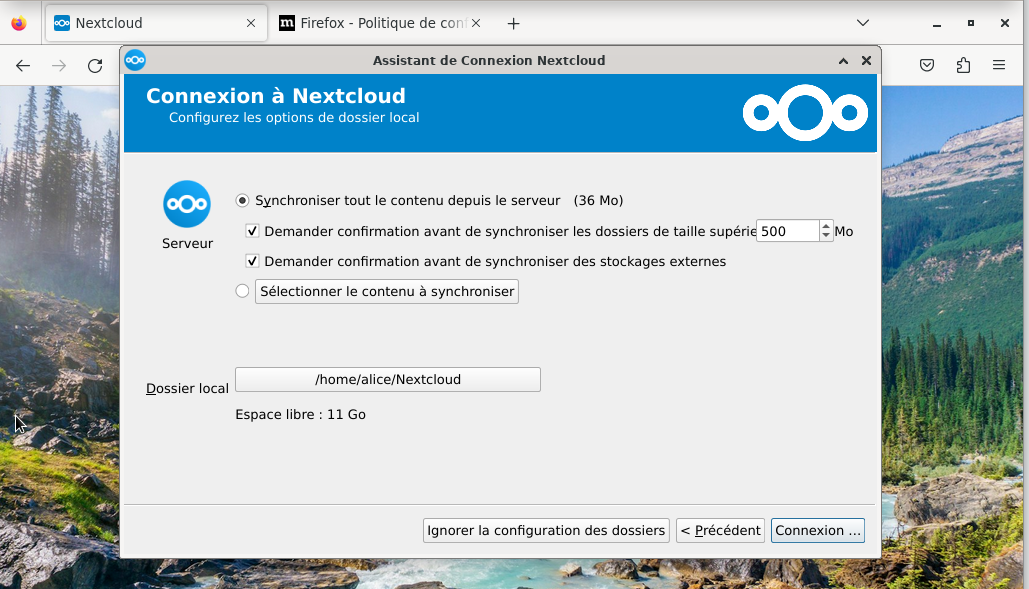 Nextcloud
Firefox - Politique de conf
Assistant de Connexion Nextcloud
Connexion à Nextcloud
Configurez les options de dossier local
Serveur
Synchroniser tout le contenu depuis le serveur (36 Mo)
Demander confirmation avant de synchroniser les dossiers de taille supérie 500 Mo
Demander confirmation avant de synchroniser des stockages externes
Sélectionner le contenu à synchroniser
Dossier local /home/alice/Nextcloud
Espace libre : 11 Go
Ignorer la configuration des dossiers < Précédent Connexion ...